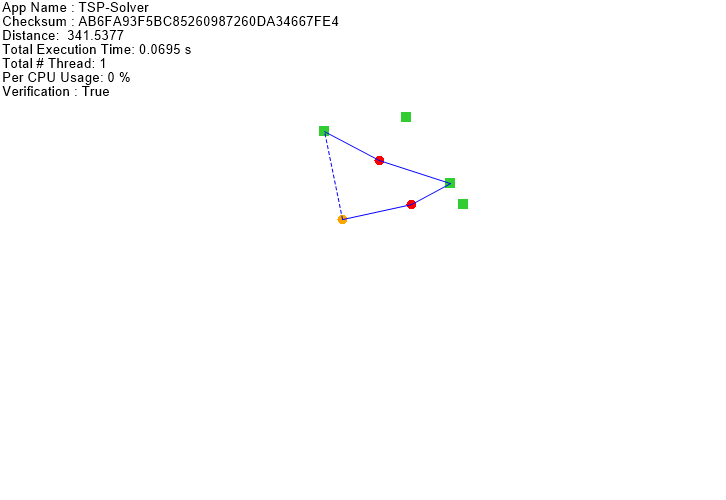 App Name : TSP-Solver
Checksum : AB6FA93F5BC85260987260DA34667FE4
Distance:  341.5377
Total Execution Time: 0.0695 s
Total # Thread: 1
Per CPU Usage: 0 %
Verification : True